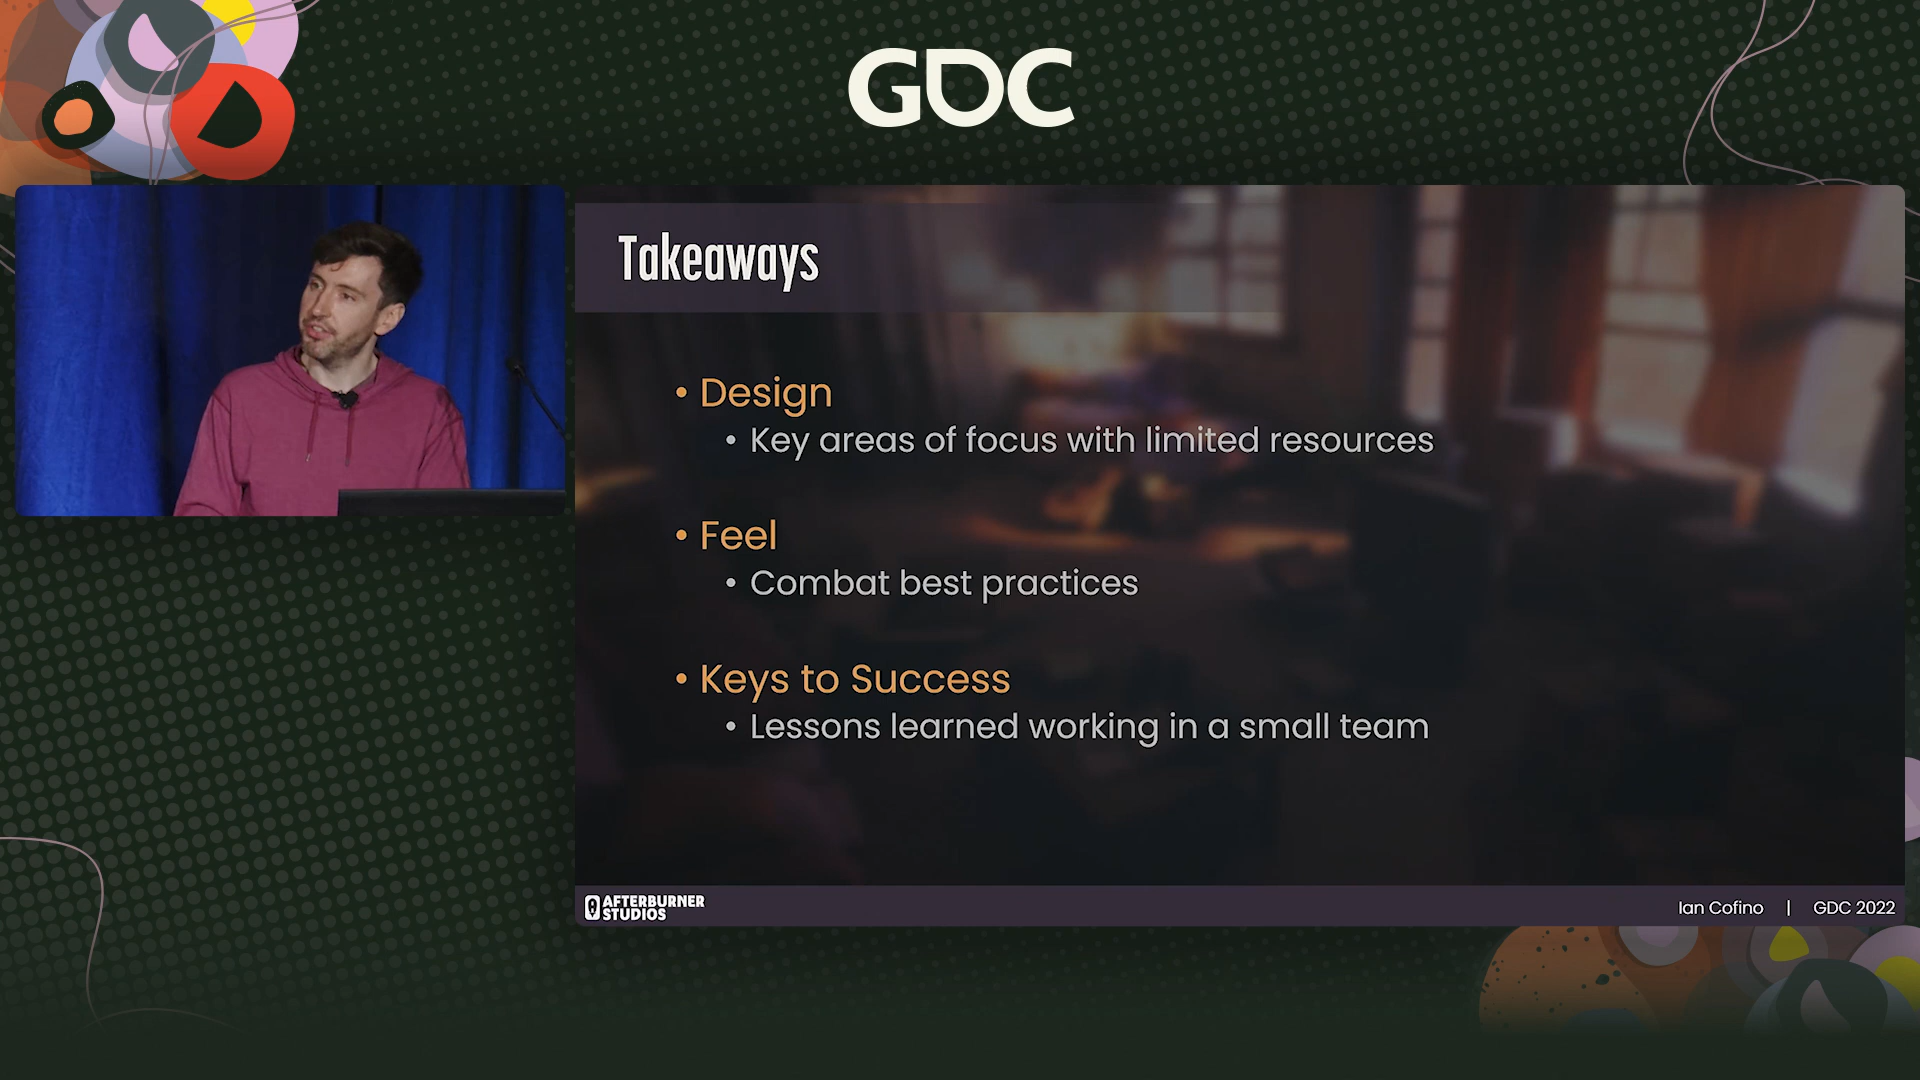 GDC
Takeaways
• Design
• Key areas of focus with limited resources
• Feel
• Combat best practices
• Keys to Success
• Lessons learned working in a small team
AFTERBURNER
STUDIOS
Ian Cofino | GDC 2022